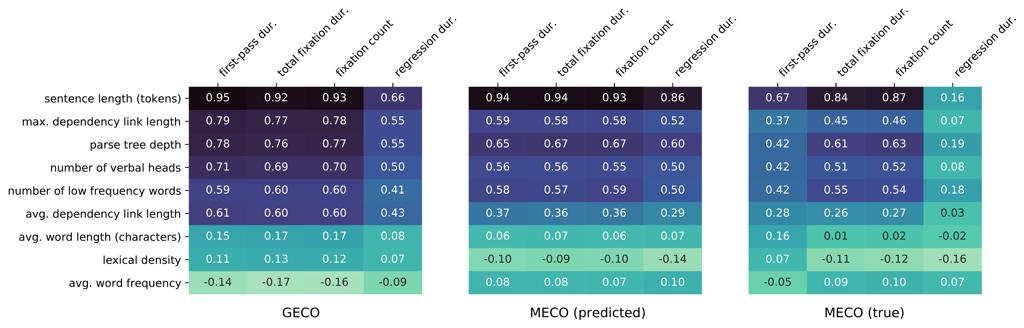 first-pass dur. total fixation dur. fixation count regression dur. first-pass dur. total fixation dur. fixation count regression dur. first-pass dur. total fixation dur. fixation count regression dur.
sentence length (tokens) 0.95 0.92 0.93 0.66 0.94 0.94 0.93 0.86 0.67 0.84 0.87 0.16
max. dependency link length 0.79 0.77 0.78 0.55 0.59 0.58 0.58 0.52 0.37 0.45 0.46 0.07
parse tree depth 0.78 0.76 0.77 0.55 0.65 0.67 0.67 0.60 0.42 0.61 0.63 0.19
number of verbal heads 0.71 0.69 0.70 0.50 0.56 0.56 0.55 0.50 0.42 0.51 0.52 0.08
number of low frequency words 0.59 0.60 0.60 0.41 0.58 0.57 0.59 0.50 0.42 0.55 0.54 0.18
avg. dependency link length 0.61 0.60 0.60 0.43 0.37 0.36 0.36 0.29 0.28 0.26 0.27 0.03
avg. word length (characters) 0.15 0.17 0.17 0.08 0.06 0.07 0.06 0.07 0.16 0.01 0.02 -0.02
lexical density 0.11 0.13 0.12 0.07 -0.10 -0.09 -0.10 -0.14 0.07 -0.11 -0.12 -0.16
avg. word frequency -0.14 -0.17 -0.16 -0.09 0.08 0.08 0.07 0.10 -0.05 0.09 0.10 0.07
GECO MECO (predicted) MECO (true)